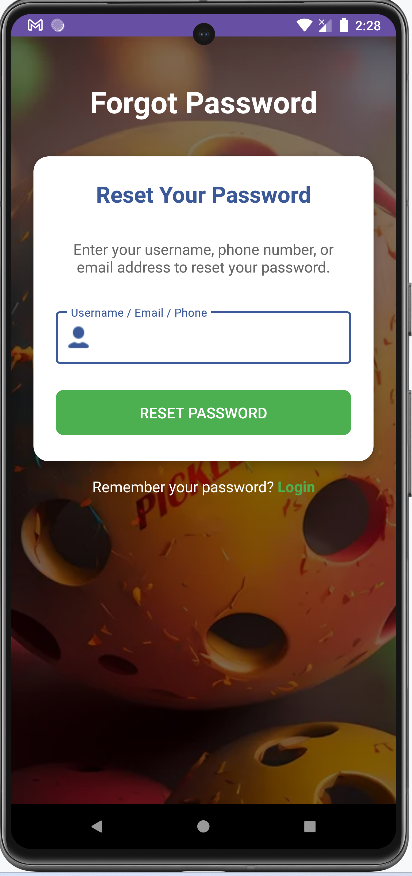 2:28
Forgot Password
Reset Your Password
Enter your username, phone number, or
email address to reset your password.
Username / Email / Phone
RESET PASSWORD
Remember your password? Login
PICKLE